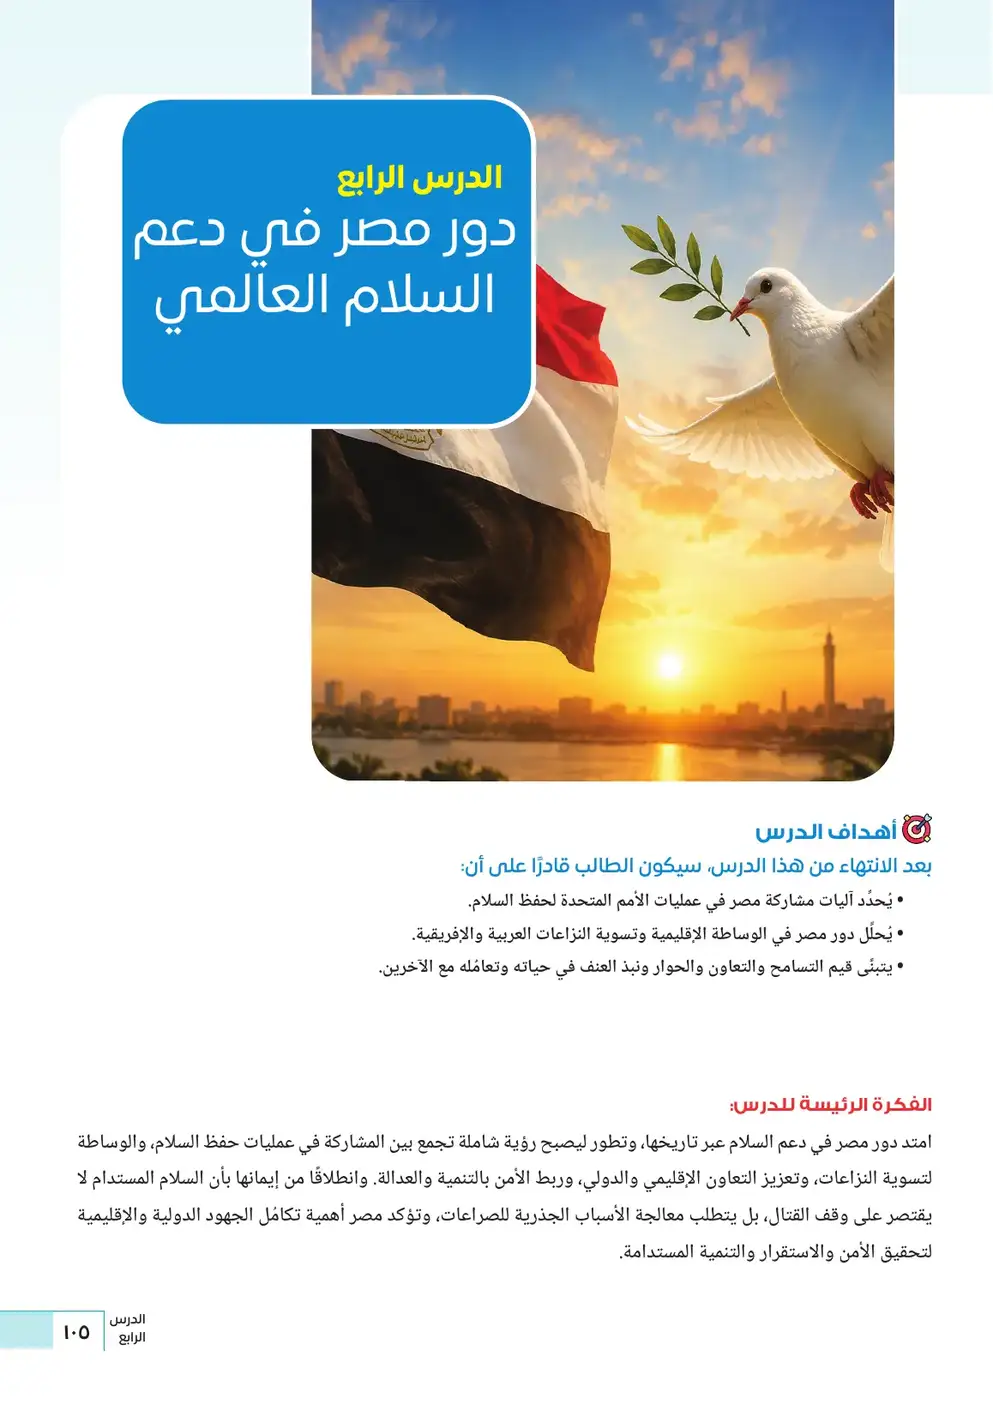 الدرس الرابع
دور مصر في دعم
السلام العالمي
أهداف الدرس
بعد الانتهاء من هذا الدرس، سيكون الطالب قادرًا على أن:
• يُحدِّد آليات مشاركة مصر في عمليات الأمم المتحدة لحفظ السلام.
• يُحلِّل دور مصر في الوساطة الإقليمية وتسوية النزاعات العربية والإفريقية.
• يتبنَّى قيم التسامح والتعاون والحوار ونبذ العنف في حياته وتعامُله مع الآخرين.
الفكرة الرئيسة للدرس:
امتد دور مصر في دعم السلام عبر تاريخها، وتطور ليصبح رؤية شاملة تجمع بين المشاركة في عمليات حفظ السلام، والوساطة
لتسوية النزاعات، وتعزيز التعاون الإقليمي والدولي، وربط الأمن بالتنمية والعدالة. وانطلاقًا من إيمانها بأن السلام المستدام لا
يقتصر على وقف القتال، بل يتطلب معالجة الأسباب الجذرية للصراعات، وتؤكد مصر أهمية تكامُل الجهود الدولية والإقليمية
لتحقيق الأمن والاستقرار والتنمية المستدامة.
الدرس
الرابع
١٠٥